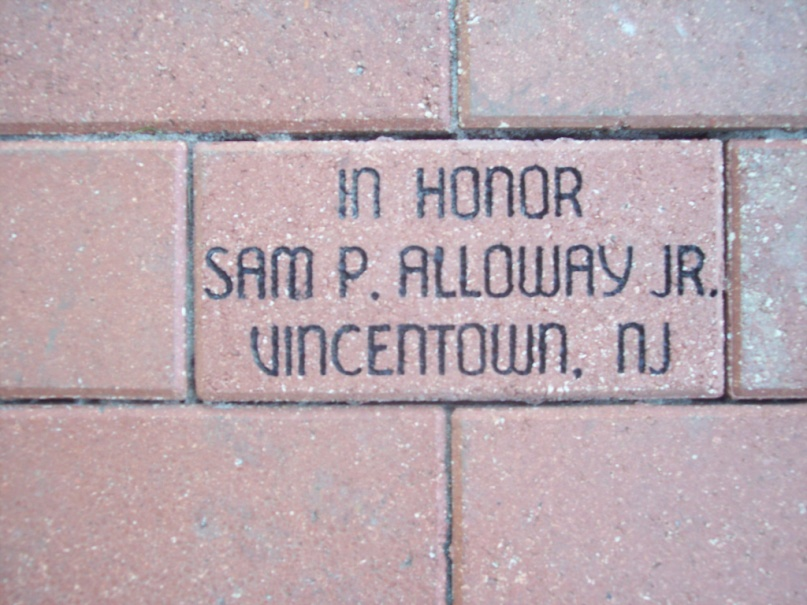 IN HONOR
SAM P. ALLOWAY JR.
VINCENTOWN, NJ